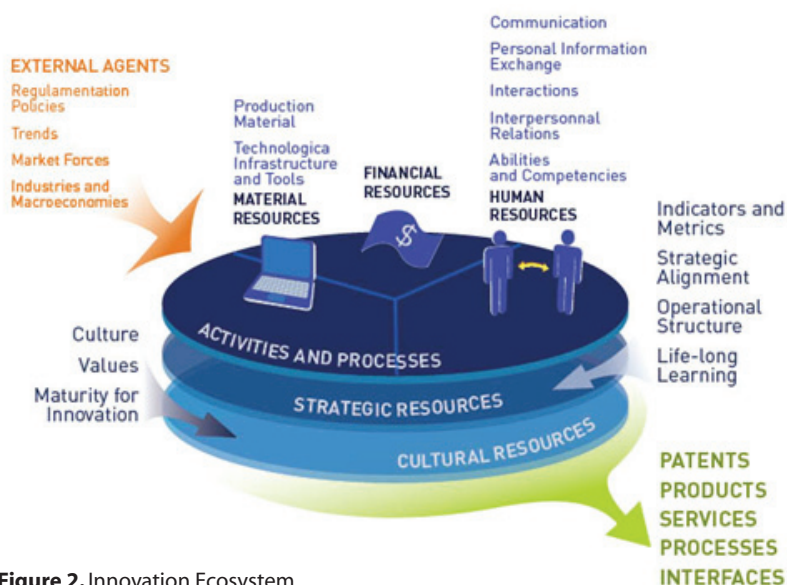 EXTERNAL AGENTS
Regulamentation
Policies
Trends
Market Forces
Industries and
Macroeconomies
Production
Material
Technologica
Infrastructure
and Tools
MATERIAL
RESOURCES
FINANCIAL
RESOURCES
$
Communication
Personal Information
Exchange
Interactions
Interpersonnal
Relations
Abilities
and Competencies
HUMAN
RESOURCES
Indicators and
Metrics
Strategic
Alignment
Operational
Structure
Life-long
Learning
Culture
Values
Maturity for
Innovation
ACTIVITIES AND PROCESSES
STRATEGIC RESOURCES
CULTURAL RESOURCES
PATENTS
PRODUCTS
SERVICES
PROCESSES
INTERFACES
Figure 2. Innovation Ecosystem